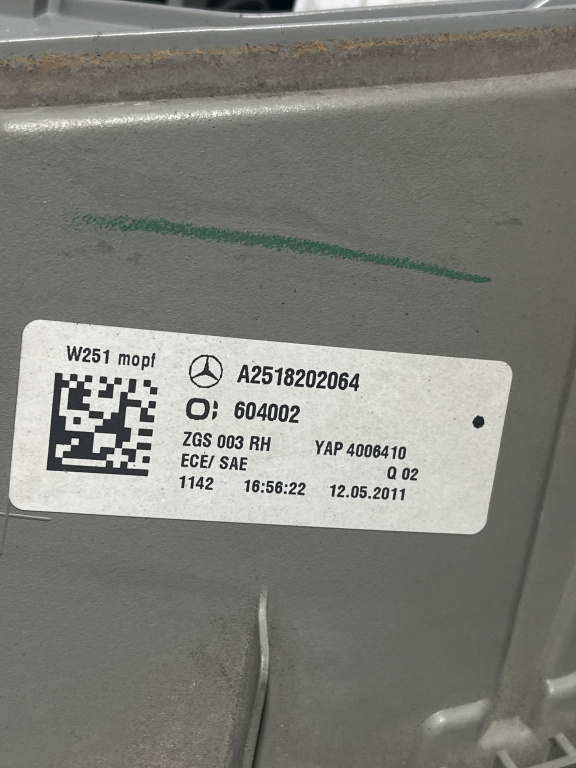 W251 mopf
A2518202064
604002
ZGS 003 RH YAP 4006410
ECE/ SAE Q 02
1142 16:56:22 12.05.2011